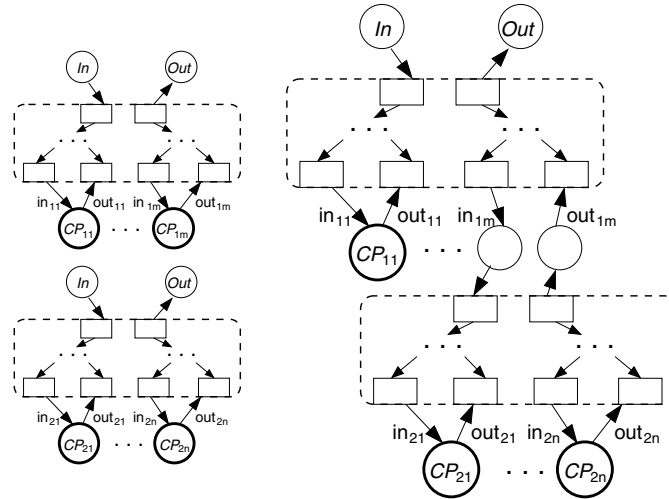 In Out
. . . . . .
in11 out11 in1m out1m
CP11 . . . CP1m
In Out
. . . . . .
in21 out21 in2n out2n
CP21 . . . CP2n
In Out
. . . . . .
in11 out11 in1m out1m
CP11 . . .
. . . . . .
in21 out21 in2n out2n
CP21 . . . CP2n